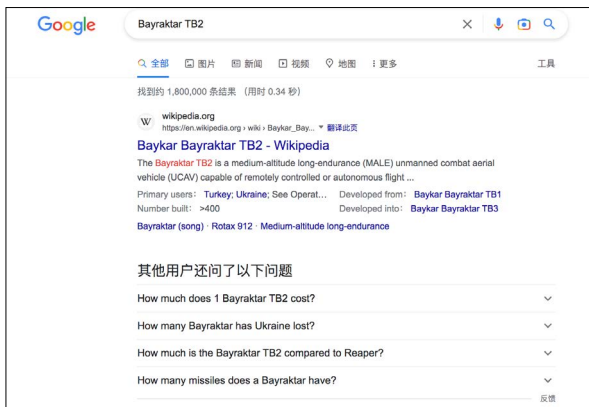 Google
Bayraktar TB2
全部 图片 新闻 视频 地图 更多 工具
找到约 1,800,000 条结果 （用时 0.34 秒）
W wikipedia.org
https://en.wikipedia.org › wiki › Baykar_Bay... 翻译此页
Baykar Bayraktar TB2 - Wikipedia
The Bayraktar TB2 is a medium-altitude long-endurance (MALE) unmanned combat aerial
vehicle (UCAV) capable of remotely controlled or autonomous flight ...
Primary users: Turkey; Ukraine; See Operat... Developed from: Baykar Bayraktar TB1
Number built: >400 Developed into: Baykar Bayraktar TB3
Bayraktar (song) · Rotax 912 · Medium-altitude long-endurance
其他用户还问了以下问题
How much does 1 Bayraktar TB2 cost?
How many Bayraktar has Ukraine lost?
How much is the Bayraktar TB2 compared to Reaper?
How many missiles does a Bayraktar have?
反馈